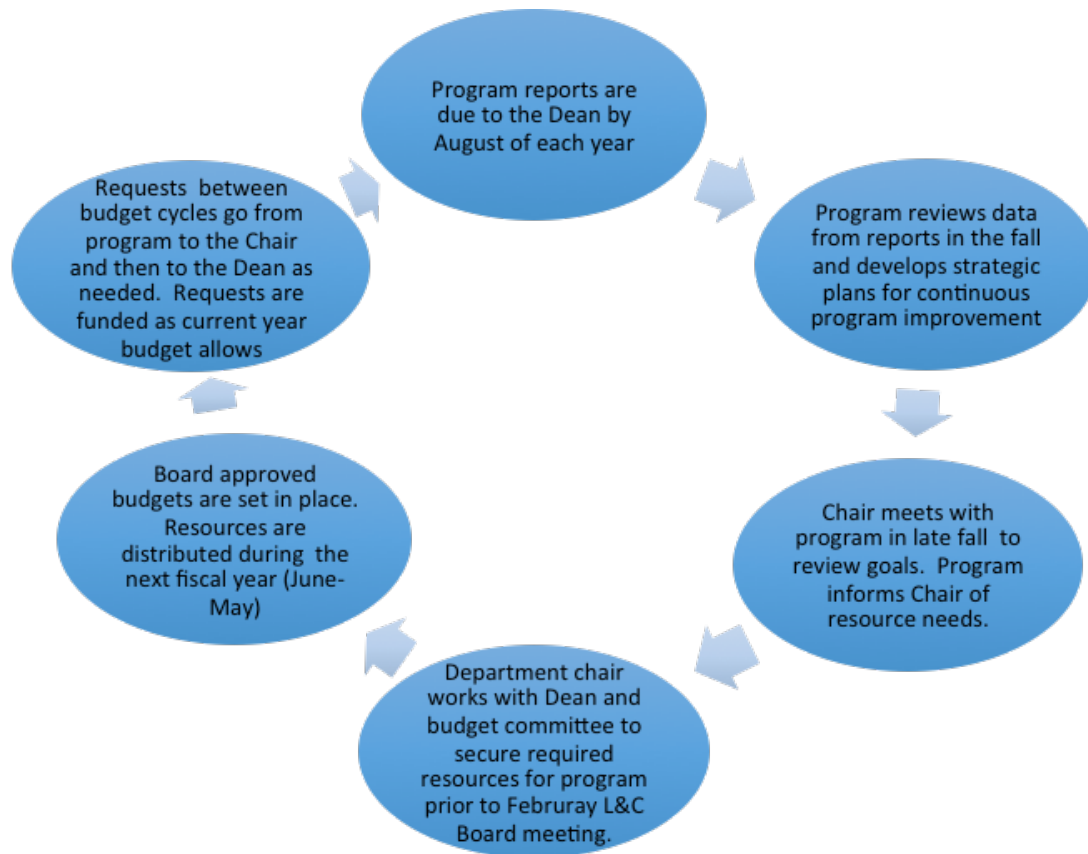 Program reports are
due to the Dean by
August of each year
Program reviews data
from reports in the fall
and develops strategic
plans for continuous
program improvement
Chair meets with
program in late fall to
review goals. Program
informs Chair of
resource needs.
Department chair
works with Dean and
budget committee to
secure required
resources for program
prior to Februray L&C
Board meeting.
Board approved
budgets are set in place.
Resources are
distributed during the
next fiscal year (June-
May)
Requests between
budget cycles go from
program to the Chair
and then to the Dean as
needed. Requests are
funded as current year
budget allows